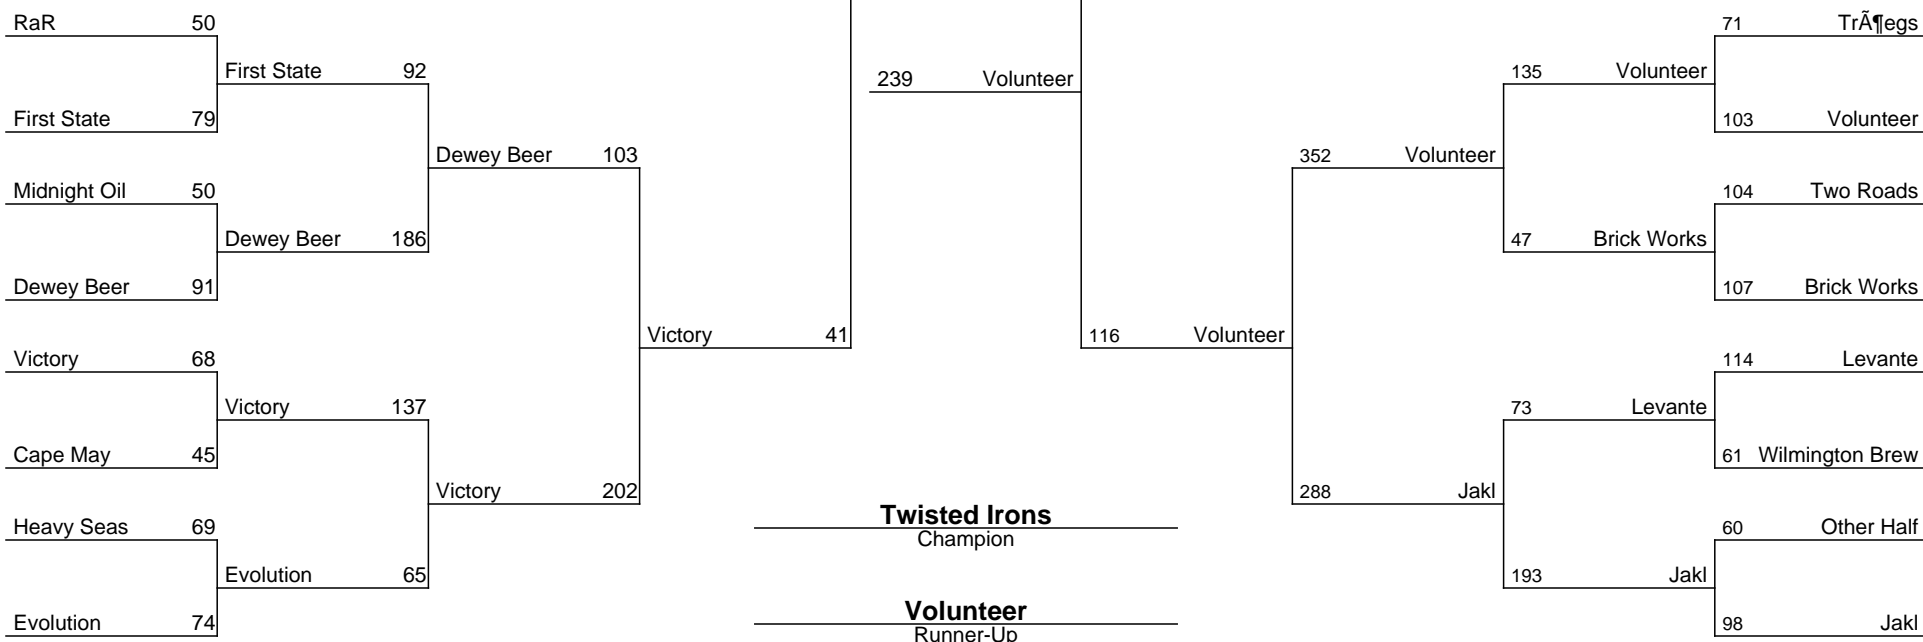 RaR 50
First State 79
Midnight Oil 50
Dewey Beer 91
Victory 68
Cape May 45
Heavy Seas 69
Evolution 74
First State 92
Dewey Beer 186
Victory 137
Evolution 65
Dewey Beer 103
Victory 202
Victory 41
239 Volunteer
Twisted Irons
Champion
Volunteer
Runner-Up
116 Volunteer
352 Volunteer
288 Jakl
135 Volunteer
47 Brick Works
73 Levante
193 Jakl
71 TrÃ¶egs
103 Volunteer
104 Two Roads
107 Brick Works
114 Levante
61 Wilmington Brew
60 Other Half
98 Jakl